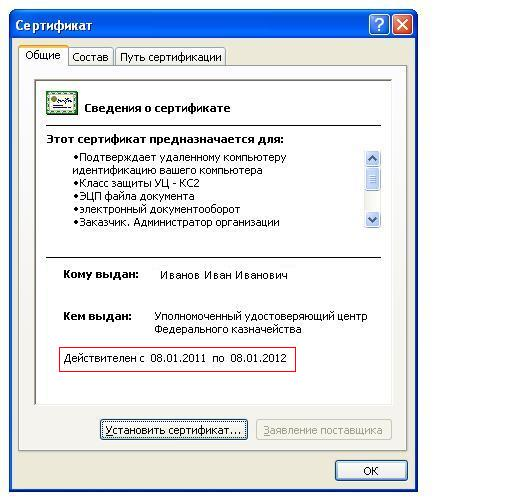 Сертификат
Общие Состав Путь сертификации
Сведения о сертификате
Этот сертификат предназначается для:
•Подтверждает удаленному компьютеру
идентификацию вашего компьютера
•Класс защиты УЦ - КС2
•ЭЦП файла документа
•электронный документооборот
•Заказчик. Администратор организации
Кому выдан: Иванов Иван Иванович
Кем выдан: Уполномоченный удостоверяющий центр
Федерального казначейства
Действителен с 08.01.2011 по 08.01.2012
Установить сертификат... Заявление поставщика
ОК